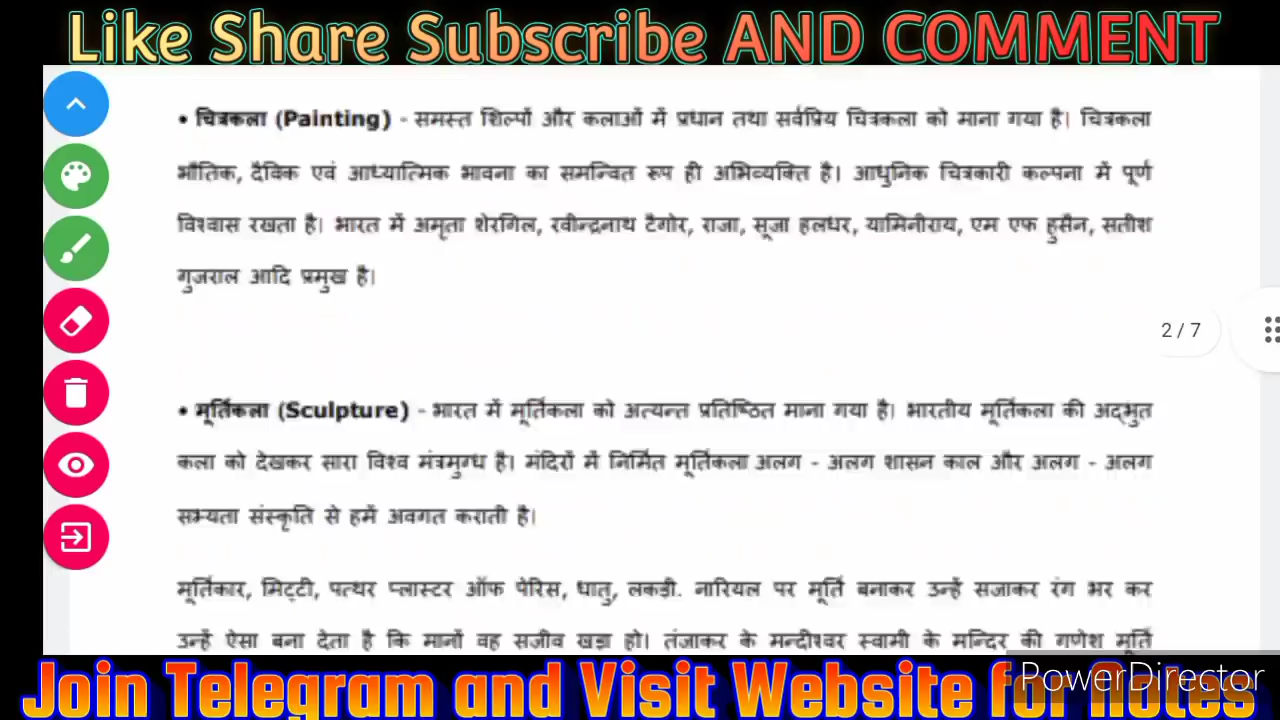 Like Share Subscribe AND COMMENT
• चित्रकला (Painting) - समस्त शिल्पों और कलाओं में प्रधान तथा सर्वप्रिय चित्रकला को माना गया है। चित्रकला
भौतिक, दैविक एवं आध्यात्मिक भावना का समन्वित रूप ही अभिव्यक्ति है। आधुनिक चित्रकारी कल्पना में पूर्ण
विश्वास रखता है। भारत में अमृता शेरगिल, रवीन्द्रनाथ टैगोर, राजा, सूजा हलधर, यामिनीराय, एम एफ हुसैन, सतीश
गुजराल आदि प्रमुख है।
2 / 7
• मूर्तिकला (Sculpture) - भारत में मूर्तिकला को अत्यन्त प्रतिष्ठित माना गया है। भारतीय मूर्तिकला की अद्भुत
कला को देखकर सारा विश्व मंत्रमुग्ध है। मंदिरों में निर्मित मूर्तिकला अलग - अलग शासन काल और अलग - अलग
सभ्यता संस्कृति से हमें अवगत कराती है।
मूर्तिकार, मिट्टी, पत्थर प्लास्टर ऑफ पेरिस, धातु, लकड़ी. नारियल पर मूर्ति बनाकर उन्हें सजाकर रंग भर कर
उन्हें ऐसा बना देता है कि मानों वह सजीव खड़ा हो। तंजाकर के मन्दीश्वर स्वामी के मन्दिर की गणेश मूर्ति
PowerDirector
Join Telegram and Visit Website for Notes